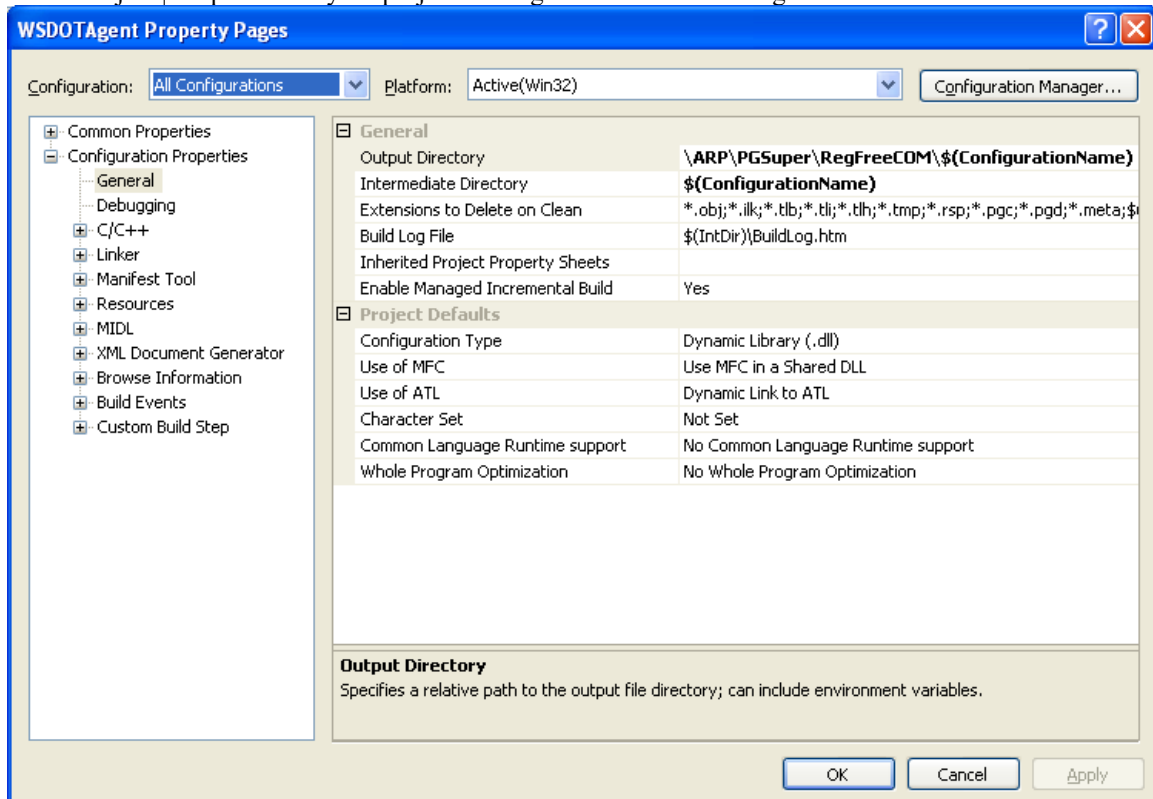 WSDOTAgent Property Pages
Configuration: All Configurations Platform: Active(Win32) Configuration Manager...
Common Properties
Configuration Properties
General
Debugging
C/C++
Linker
Manifest Tool
Resources
MIDL
XML Document Generator
Browse Information
Build Events
Custom Build Step
General
Output Directory \ARP\PGSuper\RegFreeCOM\$(ConfigurationName)
Intermediate Directory $(ConfigurationName)
Extensions to Delete on Clean *.obj;*.ilk;*.tlb;*.tli;*.tlh;*.tmp;*.rsp;*.pgc;*.pgd;*.meta;$(
Build Log File $(IntDir)\BuildLog.htm
Inherited Project Property Sheets
Enable Managed Incremental Build Yes
Project Defaults
Configuration Type Dynamic Library (.dll)
Use of MFC Use MFC in a Shared DLL
Use of ATL Dynamic Link to ATL
Character Set Not Set
Common Language Runtime support No Common Language Runtime support
Whole Program Optimization No Whole Program Optimization
Output Directory
Specifies a relative path to the output file directory; can include environment variables.
OK Cancel Apply